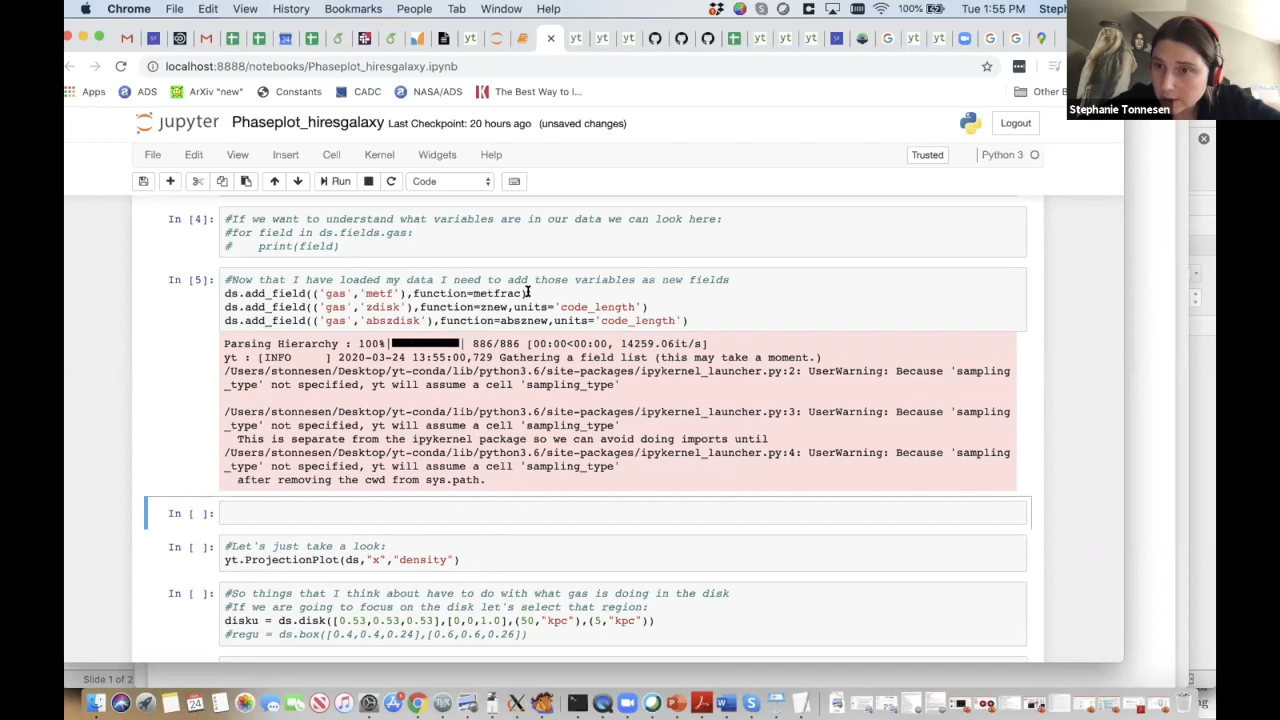 Chrome File Edit View History Bookmarks People Tab Window Help 100% Tue 1:55 PM Steph
localhost:8888/notebooks/Phaseplot_hiresgalaxy.ipynb
Apps ADS ArXiv "new" Constants CADC NASA/ADS The Best Way to l... Other B
Stephanie Tonnesen
jupyter Phaseplot_hiresgalaxy Last Checkpoint: 20 hours ago (unsaved changes) Logout
File Edit View Insert Cell Kernel Widgets Help Trusted Python 3
Run Code
In [4]: #If we want to understand what variables are in our data we can look here:
#for field in ds.fields.gas:
# print(field)
In [5]: #Now that I have loaded my data I need to add those variables as new fields
ds.add_field(('gas','metf'),function=metfrac)
ds.add_field(('gas','zdisk'),function=znew,units='code_length')
ds.add_field(('gas','abszdisk'),function=absznew,units='code_length')
Parsing Hierarchy : 100%| | 886/886 [00:00<00:00, 14259.06it/s]
yt : [INFO ] 2020-03-24 13:55:00,729 Gathering a field list (this may take a moment.)
/Users/stonnesen/Desktop/yt-conda/lib/python3.6/site-packages/ipykernel_launcher.py:2: UserWarning: Because 'sampling
_type' not specified, yt will assume a cell 'sampling_type'
/Users/stonnesen/Desktop/yt-conda/lib/python3.6/site-packages/ipykernel_launcher.py:3: UserWarning: Because 'sampling
_type' not specified, yt will assume a cell 'sampling_type'
This is separate from the ipykernel package so we can avoid doing imports until
/Users/stonnesen/Desktop/yt-conda/lib/python3.6/site-packages/ipykernel_launcher.py:4: UserWarning: Because 'sampling
_type' not specified, yt will assume a cell 'sampling_type'
after removing the cwd from sys.path.
In [ ]:
In [ ]: #Let's just take a look:
yt.ProjectionPlot(ds,"x","density")
In [ ]: #So things that I think about have to do with what gas is doing in the disk
#If we are going to focus on the disk let's select that region:
disku = ds.disk([0.53,0.53,0.53],[0,0,1.0],(50,"kpc"),(5,"kpc"))
#regu = ds.box([0.4,0.4,0.24],[0.6,0.6,0.26])
Slide 1 of 2